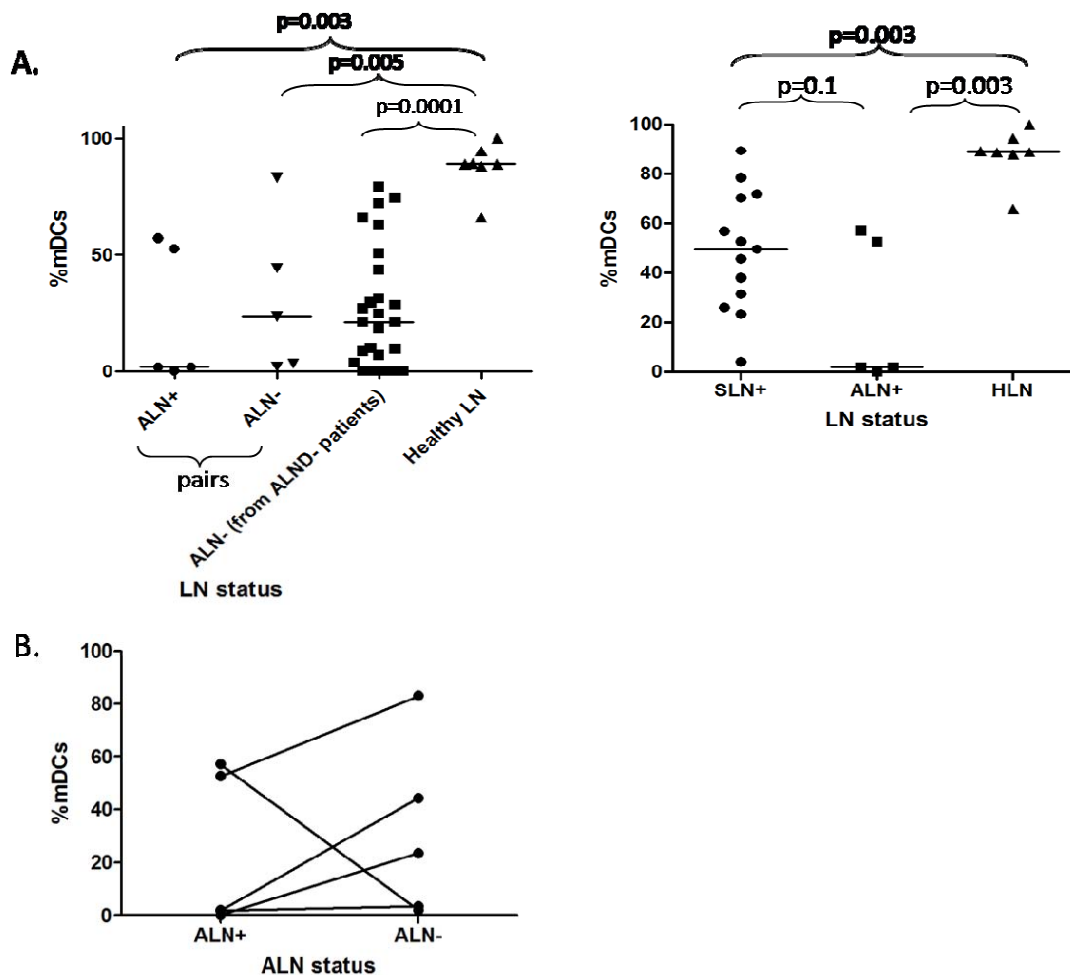 A.
p=0.003
p=0.005
p=0.0001
100
50
0
%mDCs
ALN+
ALN-
ALN- (from ALND- patients)
Healthy LN
pairs
LN status
p=0.003
p=0.1
p=0.003
100
80
60
40
20
0
%mDCs
SLN+
ALN+
HLN
LN status
B.
100
80
60
40
20
0
%mDCs
ALN+
ALN-
ALN status